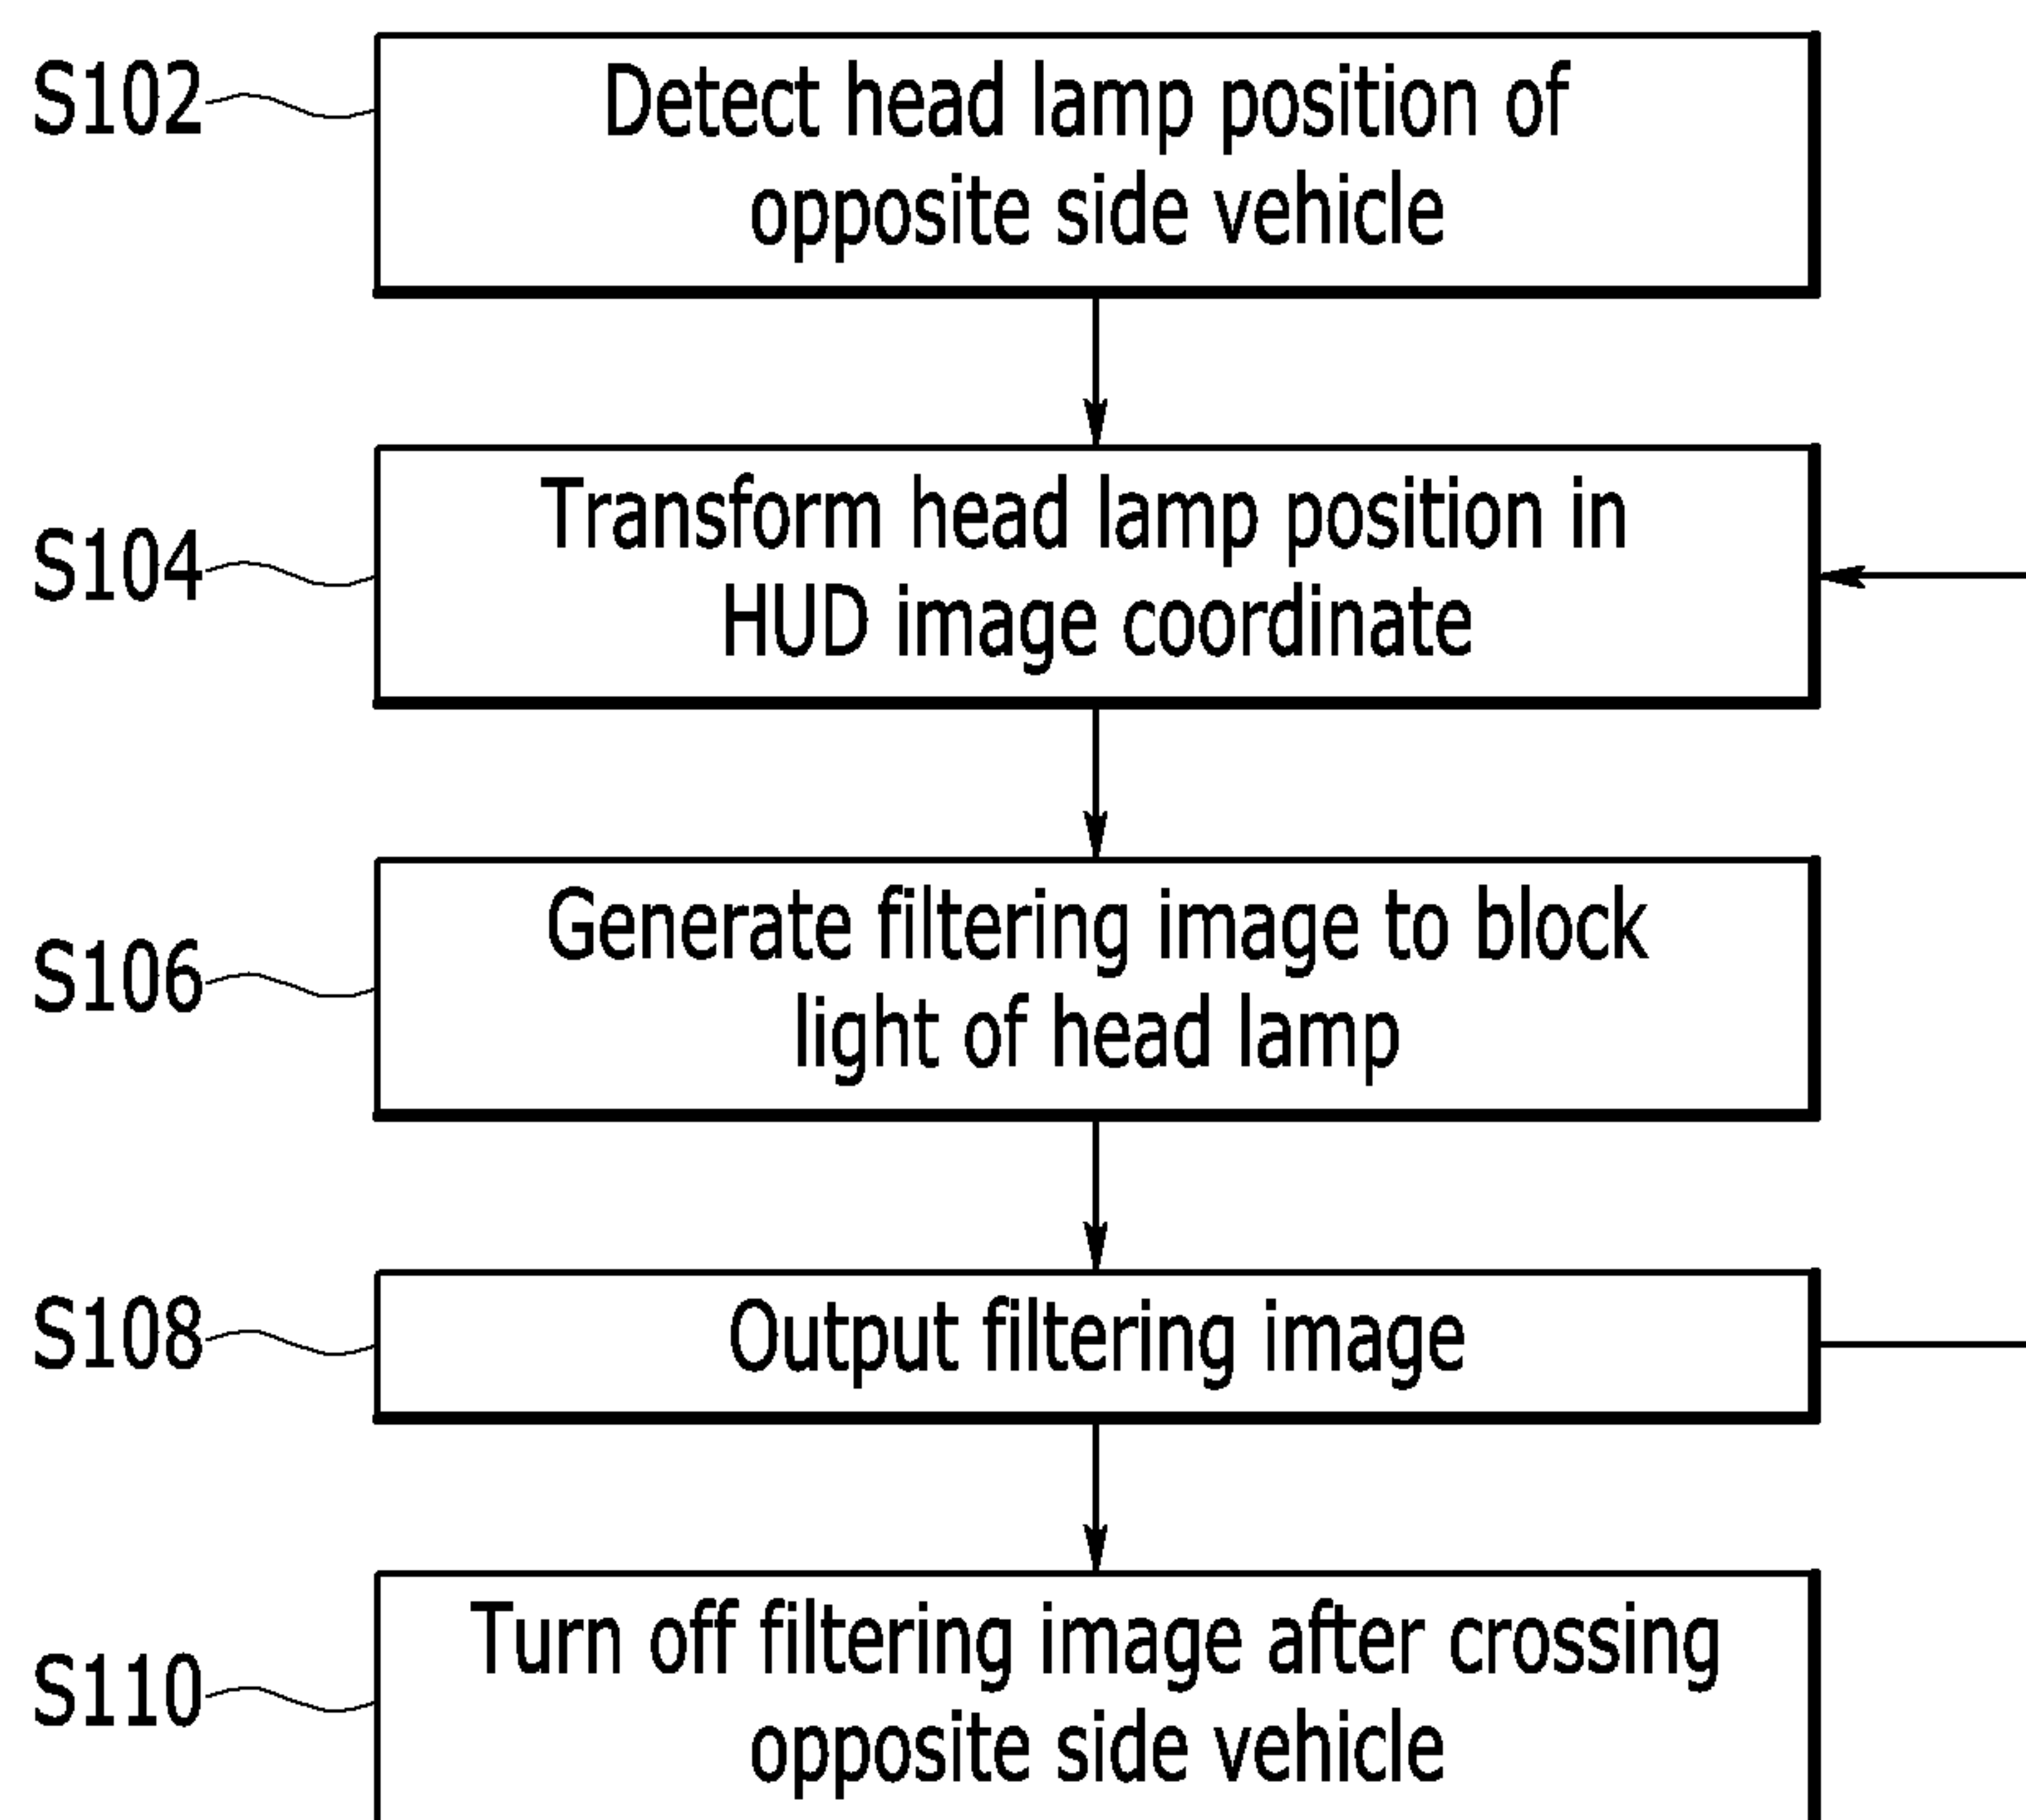 S102
Detect head lamp position of
opposite side vehicle
S104
Transform head lamp position in
HUD image coordinate
S106
Generate filtering image to block
light of head lamp
S108
Output filtering image
S110
Turn off filtering image after crossing
opposite side vehicle